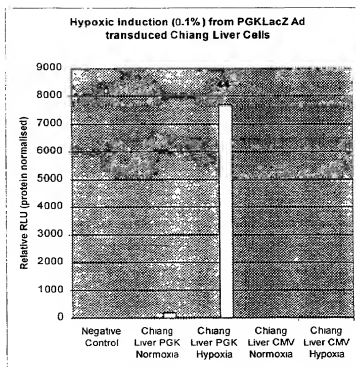 Hypoxic induction (0.1%) from PGKLacZ Ad
transduced Chiang Liver Cells
Relative RLU (protein normalised)
9000
8000
7000
6000
5000
4000
3000
2000
1000
0
Negative Control
Chiang Liver PGK Normoxia
Chiang Liver PGK Hypoxia
Chiang Liver CMV Normoxia
Chiang Liver CMV Hypoxia